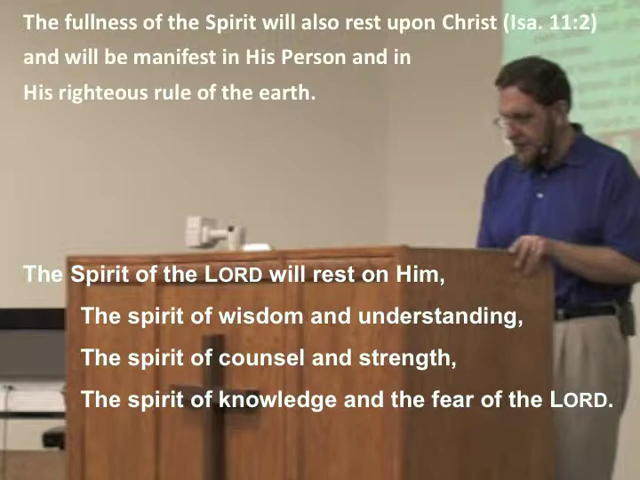 The fullness of the Spirit will also rest upon Christ (Isa. 11:2)
and will be manifest in His Person and in
His righteous rule of the earth.
The Spirit of the LORD will rest on Him,
The spirit of wisdom and understanding,
The spirit of counsel and strength,
The spirit of knowledge and the fear of the LORD.